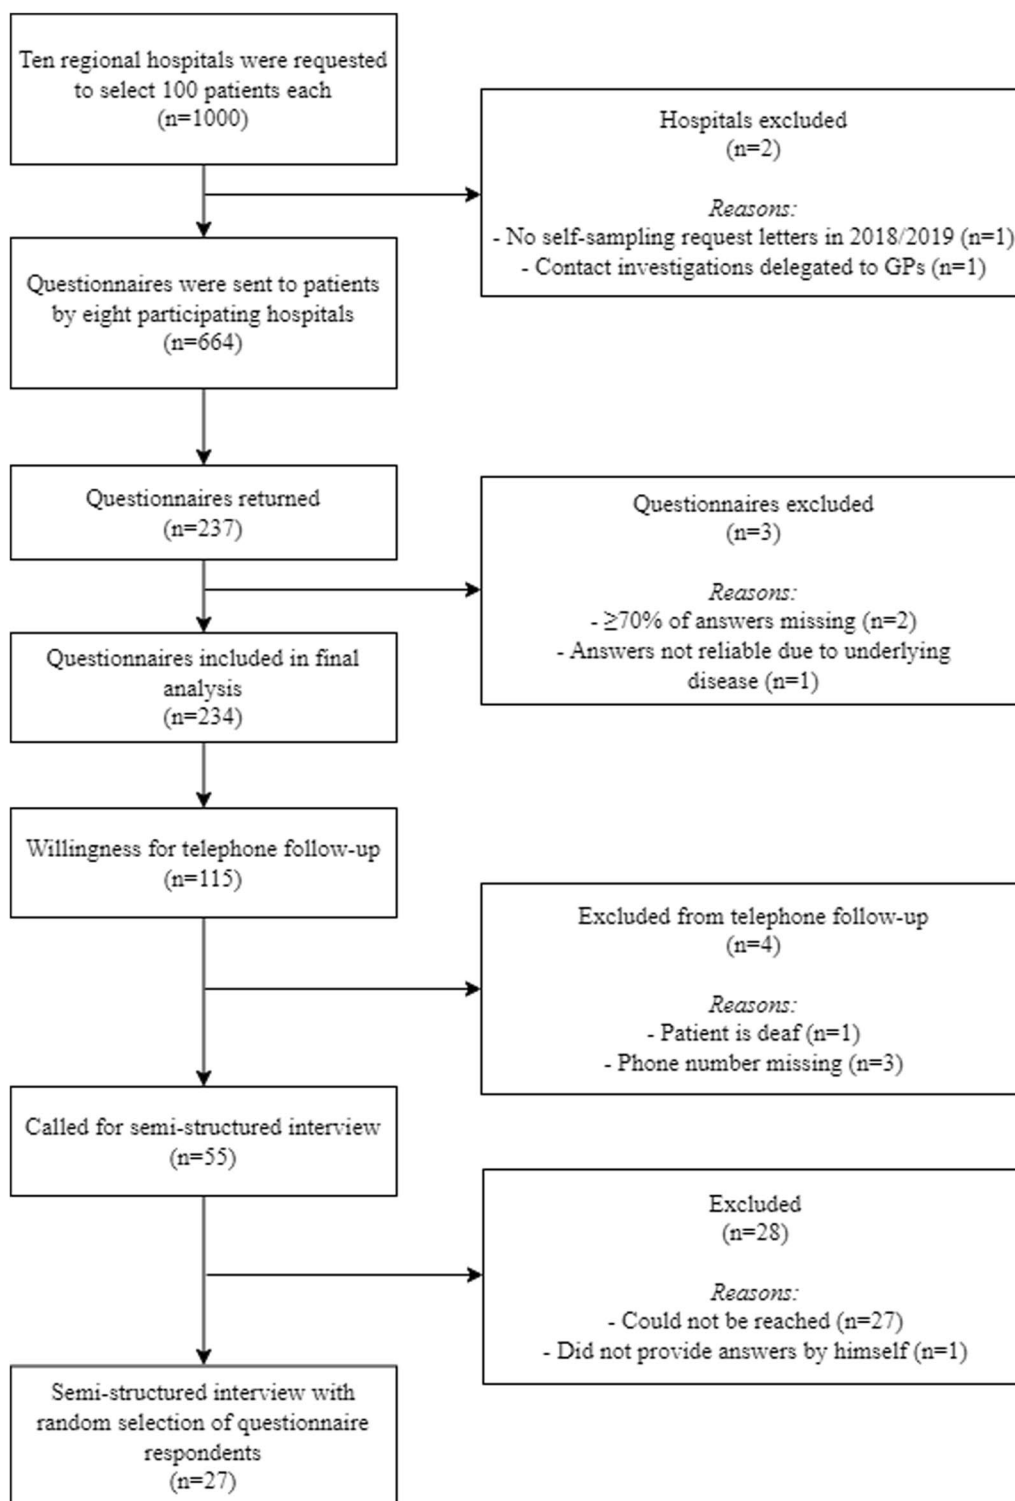 Ten regional hospitals were requested
to select 100 patients each
(n=1000)
Hospitals excluded
(n=2)
Reasons:
- No self-sampling request letters in 2018/2019 (n=1)
- Contact investigations delegated to GPs (n=1)
Questionnaires were sent to patients
by eight participating hospitals
(n=664)
Questionnaires returned
(n=237)
Questionnaires excluded
(n=3)
Reasons:
- ≥70% of answers missing (n=2)
- Answers not reliable due to underlying
disease (n=1)
Questionnaires included in final
analysis
(n=234)
Willingness for telephone follow-up
(n=115)
Excluded from telephone follow-up
(n=4)
Reasons:
- Patient is deaf (n=1)
- Phone number missing (n=3)
Called for semi-structured interview
(n=55)
Excluded
(n=28)
Reasons:
- Could not be reached (n=27)
- Did not provide answers by himself (n=1)
Semi-structured interview with
random selection of questionnaire
respondents
(n=27)